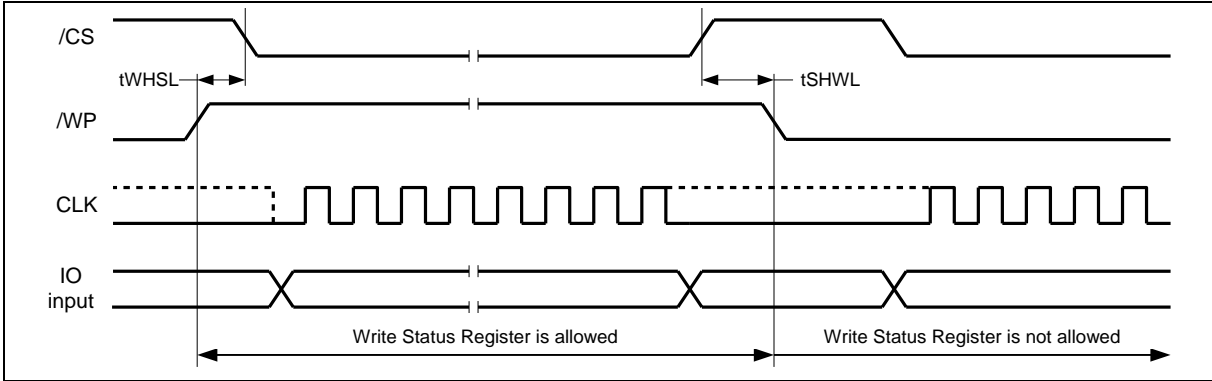 /CS
tWHSL
tSHWL
/WP
CLK
IO
input
Write Status Register is allowed
Write Status Register is not allowed